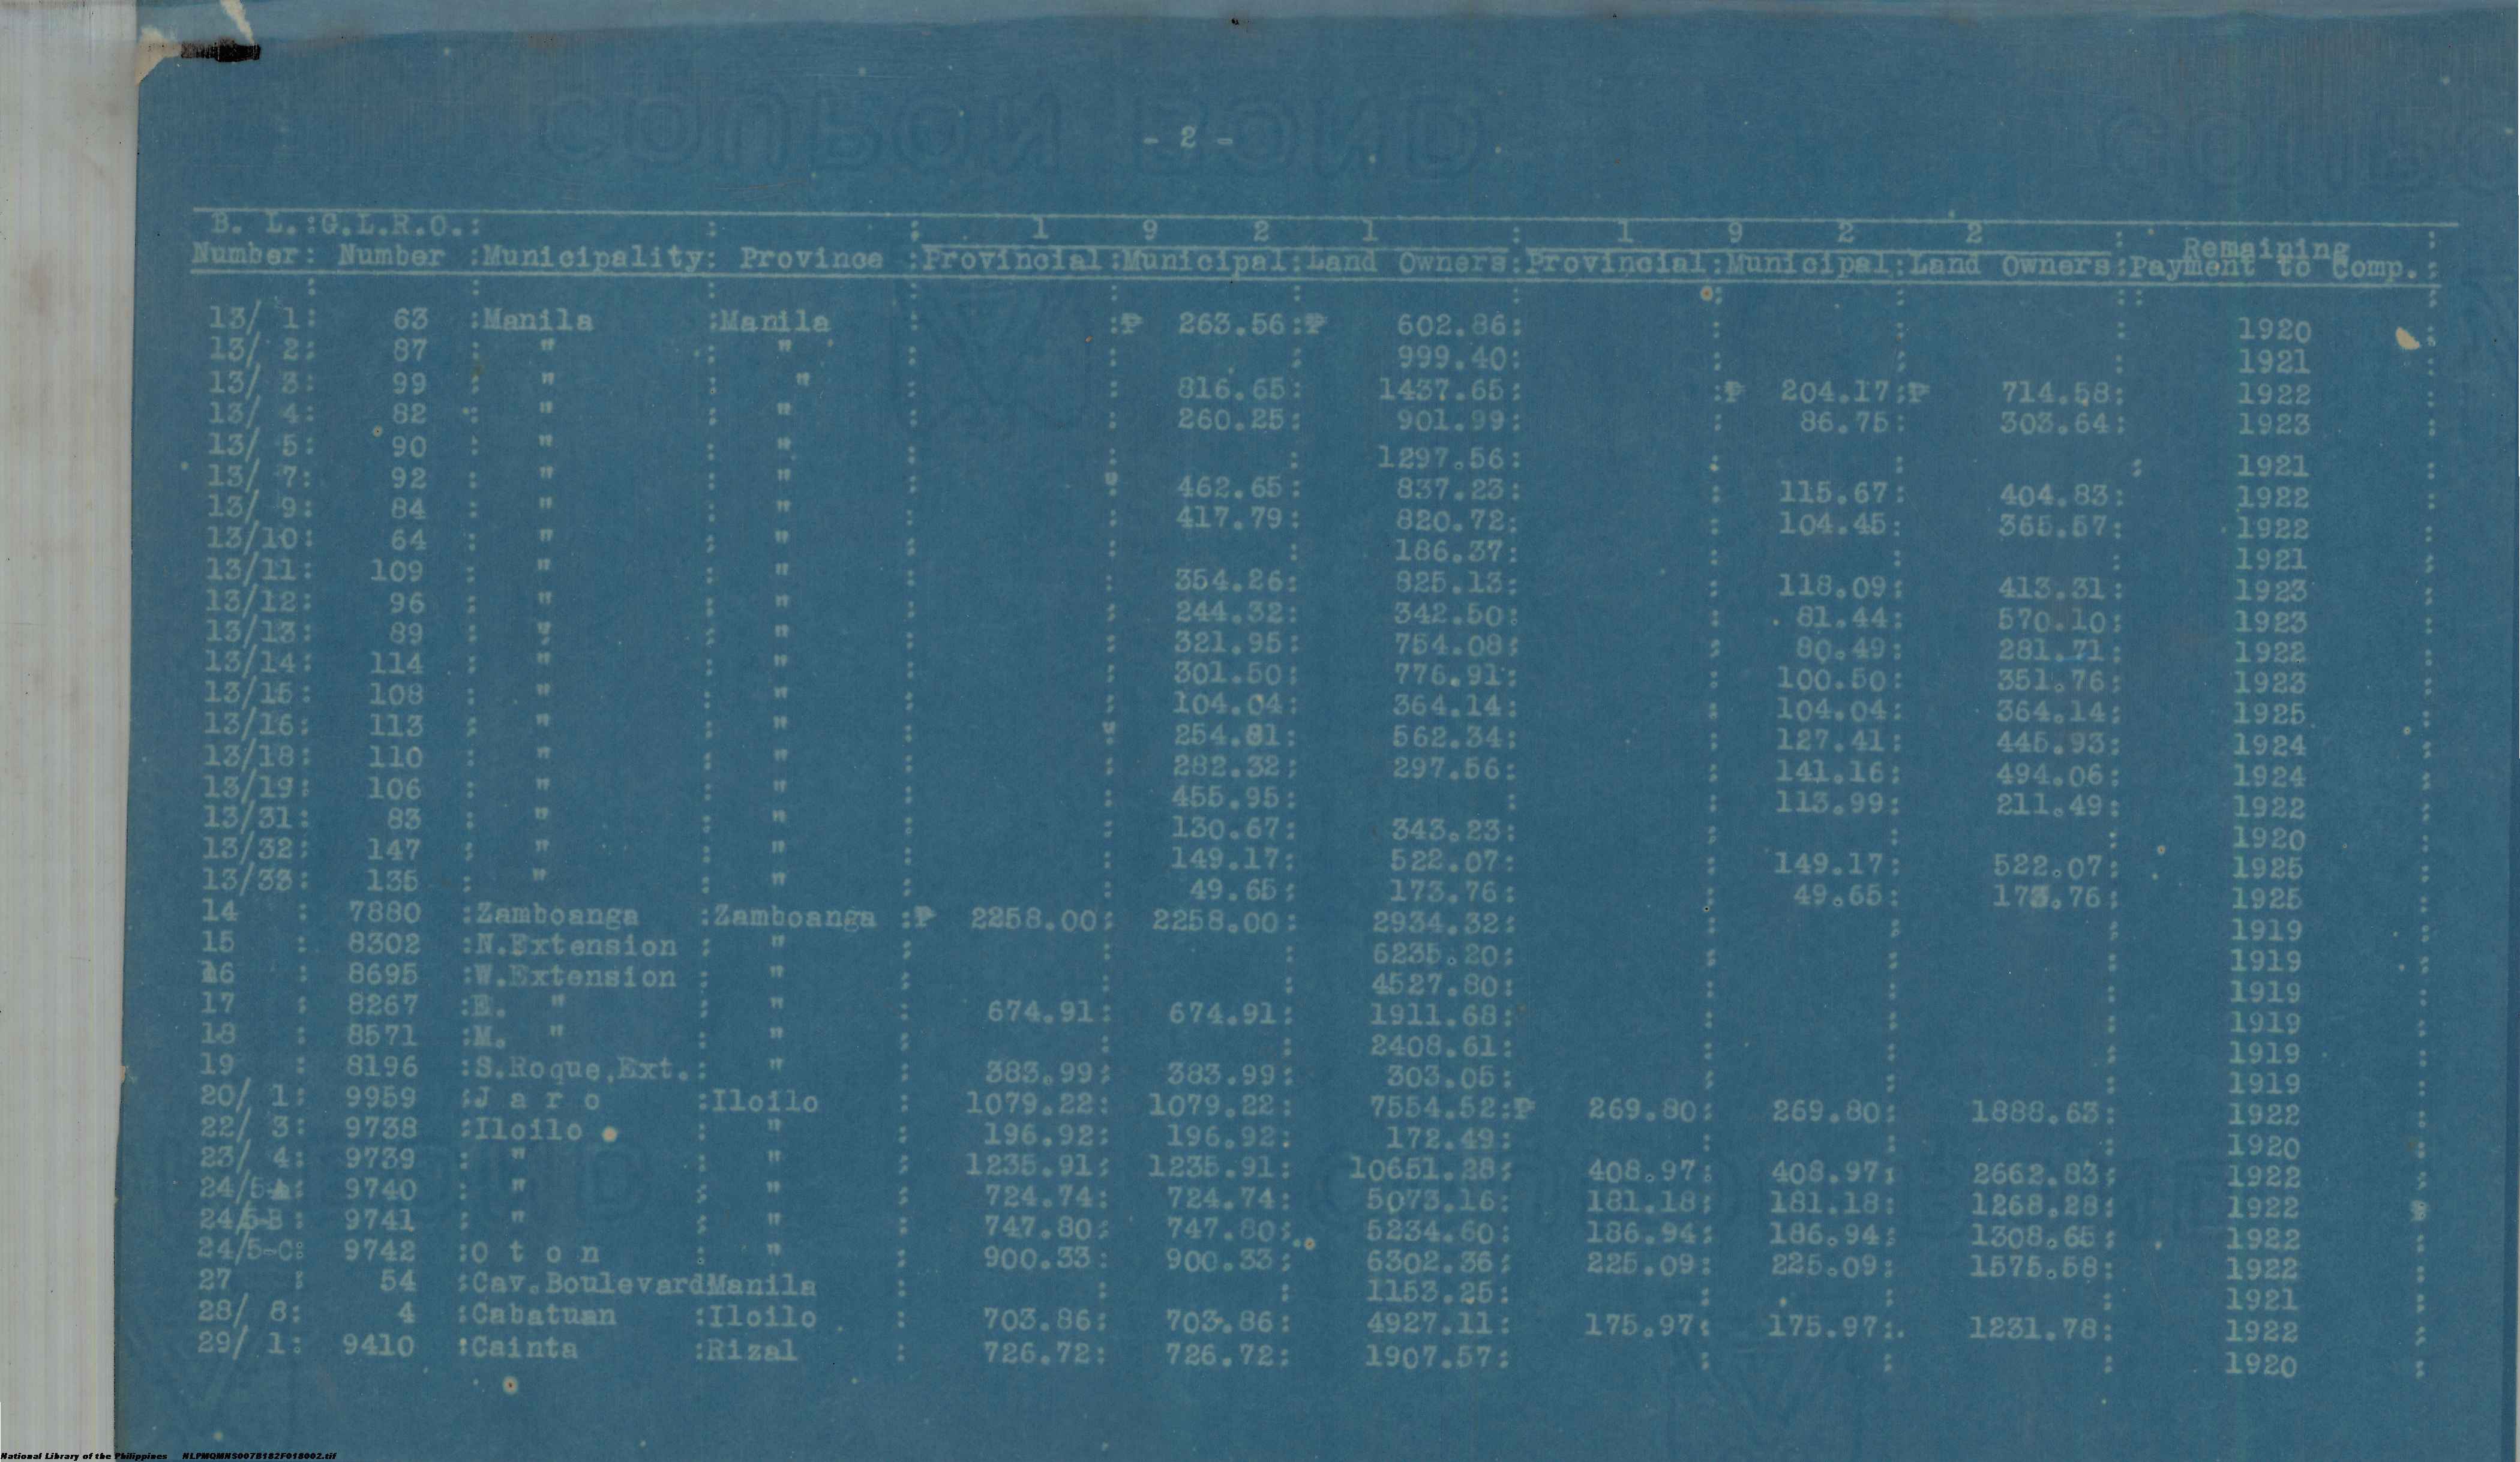 - 2 -
B. L.:G.L.R.O.: : : 1 9 2 1 : 1 9 2 2 : Remaining :
Number: Number :Municipality: Province :Provincial:Municipal:Land Owners:Provincial:Municipal:Land Owners:Payment to Comp.:
13/ 1: 63 :Manila :Manila : :₱ 263.56:₱ 602.86: : : : 1920
13/ 2: 87 : " : " : : : 999.40: : : : 1921
13/ 3: 99 : " : " : : 816.65: 1437.65: :₱ 204.17:₱ 714.58: 1922
13/ 4: 82 : " : " : : 260.25: 901.99: : 86.75: 303.64: 1923
13/ 5: 90 : " : " : : : 1297.56: : : : 1921
13/ 7: 92 : " : " : : 462.65: 837.23: : 115.67: 404.83: 1922
13/ 9: 84 : " : " : : 417.79: 820.72: : 104.45: 365.57: 1922
13/10: 64 : " : " : : : 186.37: : : : 1921
13/11: 109 : " : " : : 354.26: 825.13: : 118.09: 413.31: 1923
13/12: 96 : " : " : : 244.32: 342.50: : 81.44: 570.10: 1923
13/13: 89 : " : " : : 321.95: 754.08: : 80.49: 281.71: 1922
13/14: 114 : " : " : : 301.50: 776.91: : 100.50: 351.76: 1923
13/15: 108 : " : " : : 104.04: 364.14: : 104.04: 364.14: 1925
13/16: 113 : " : " : : 254.81: 562.34: : 127.41: 445.93: 1924
13/18: 110 : " : " : : 282.32: 297.56: : 141.16: 494.06: 1924
13/19: 106 : " : " : : 455.95: : : 113.99: 211.49: 1922
13/31: 83 : " : " : : 130.67: 343.23: : : : 1920
13/32: 147 : " : " : : 149.17: 522.07: : 149.17: 522.07: 1925
13/33: 135 : " : " : : 49.65: 173.76: : 49.65: 173.76: 1925
14 : 7880 :Zamboanga :Zamboanga :₱ 2258.00: 2258.00: 2934.32: : : : 1919
15 : 8302 :N.Extension : " : : : 6235.20: : : : 1919
16 : 8695 :W.Extension : " : : : 4527.80: : : : 1919
17 : 8267 :E. " : " : 674.91: 674.91: 1911.68: : : : 1919
18 : 8571 :M. " : " : : : 2408.61: : : : 1919
19 : 8196 :S.Roque,Ext.: " : 383.99: 383.99: 303.05: : : : 1919
20/ 1: 9959 :J a r o :Iloilo : 1079.22: 1079.22: 7554.52:₱ 269.80: 269.80: 1888.63: 1922
22/ 3: 9738 :Iloilo : " : 196.92: 196.92: 172.49: : : : 1920
23/ 4: 9739 : " : " : 1235.91: 1235.91: 10651.28: 408.97: 408.97: 2662.83: 1922
24/5-A: 9740 : " : " : 724.74: 724.74: 5073.16: 181.18: 181.18: 1268.28: 1922
24/5-B: 9741 : " : " : 747.80: 747.80: 5234.60: 186.94: 186.94: 1308.65: 1922
24/5-C: 9742 :O t o n : " : 900.33: 900.33: 6302.36: 225.09: 225.09: 1575.58: 1922
27 : 54 :Cav.BoulevardManila : : : 1153.25: : : : 1921
28/ 8: 4 :Cabatuan :Iloilo : 703.86: 703.86: 4927.11: 175.97: 175.97: 1231.78: 1922
29/ 1: 9410 :Cainta :Rizal : 726.72: 726.72: 1907.57: : : : 1920
National Library of the Philippines NLPMQMNS007B182F018002.tif